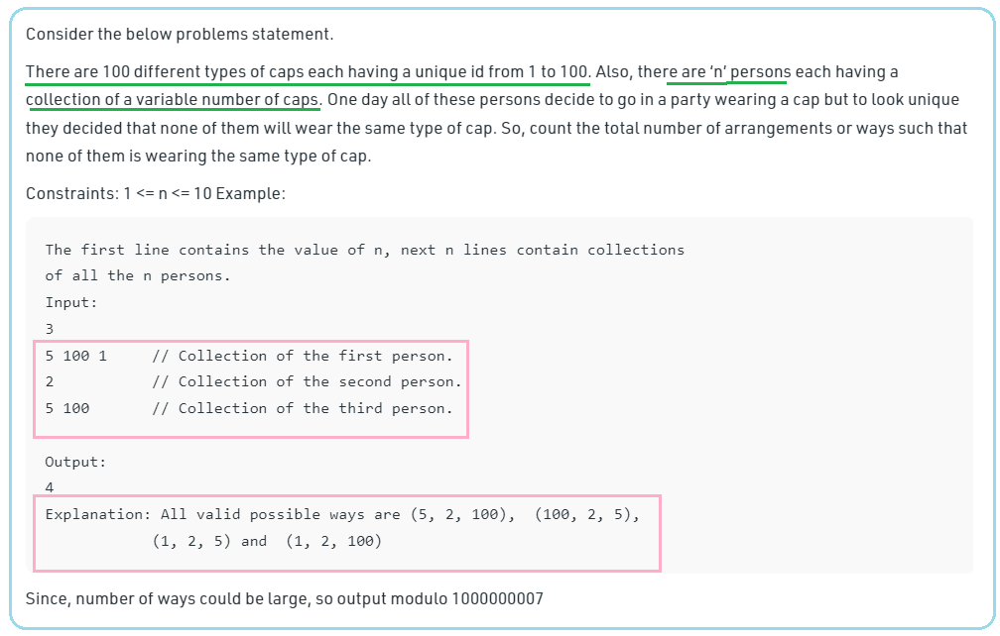 Consider the below problems statement.
There are 100 different types of caps each having a unique id from 1 to 100. Also, there are ‘n’ persons each having a
collection of a variable number of caps. One day all of these persons decide to go in a party wearing a cap but to look unique
they decided that none of them will wear the same type of cap. So, count the total number of arrangements or ways such that
none of them is wearing the same type of cap.
Constraints: 1 <= n <= 10 Example:
The first line contains the value of n, next n lines contain collections
of all the n persons.
Input:
3
5 100 1     // Collection of the first person.
2           // Collection of the second person.
5 100       // Collection of the third person.
Output:
4
Explanation: All valid possible ways are (5, 2, 100),  (100, 2, 5),
(1, 2, 5) and  (1, 2, 100)
Since, number of ways could be large, so output modulo 1000000007